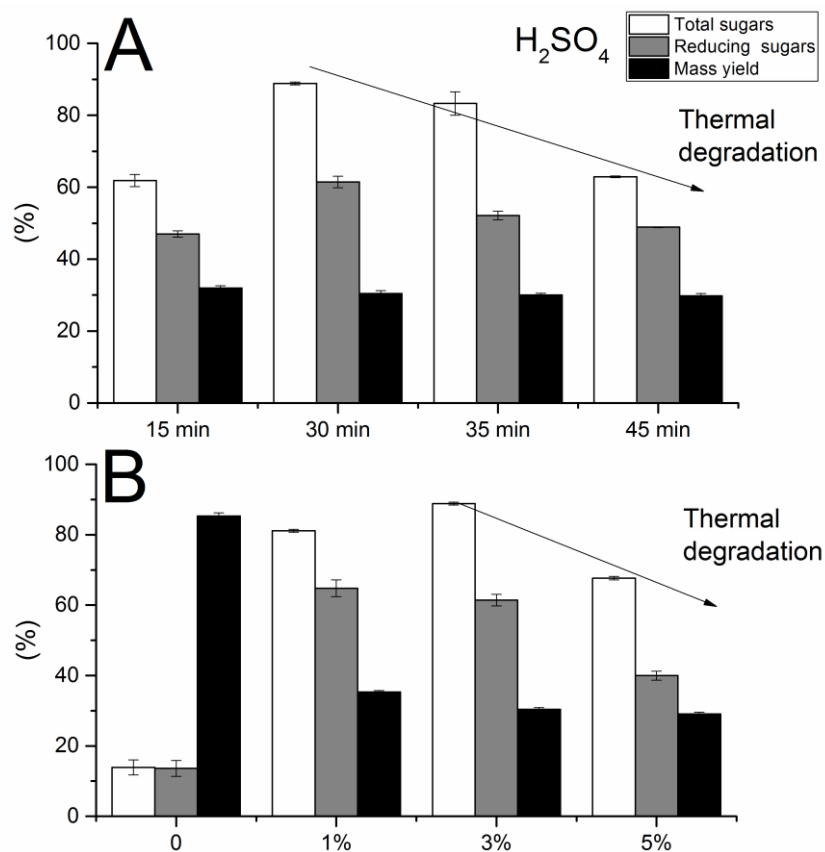 A
H₂SO₄
Total sugars
Reducing sugars
Mass yield
Thermal
degradation
(%)
100
80
60
40
20
0
15 min 30 min 35 min 45 min
B
Thermal
degradation
(%)
100
80
60
40
20
0
0 1% 3% 5%